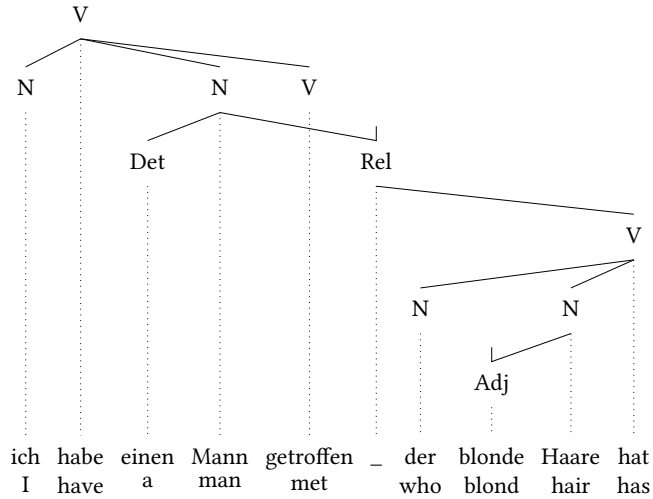 V
N N V
Det Rel
V
N N
Adj
ich habe einen Mann getroffen _ der blonde Haare hat
I have a man met who blond hair has